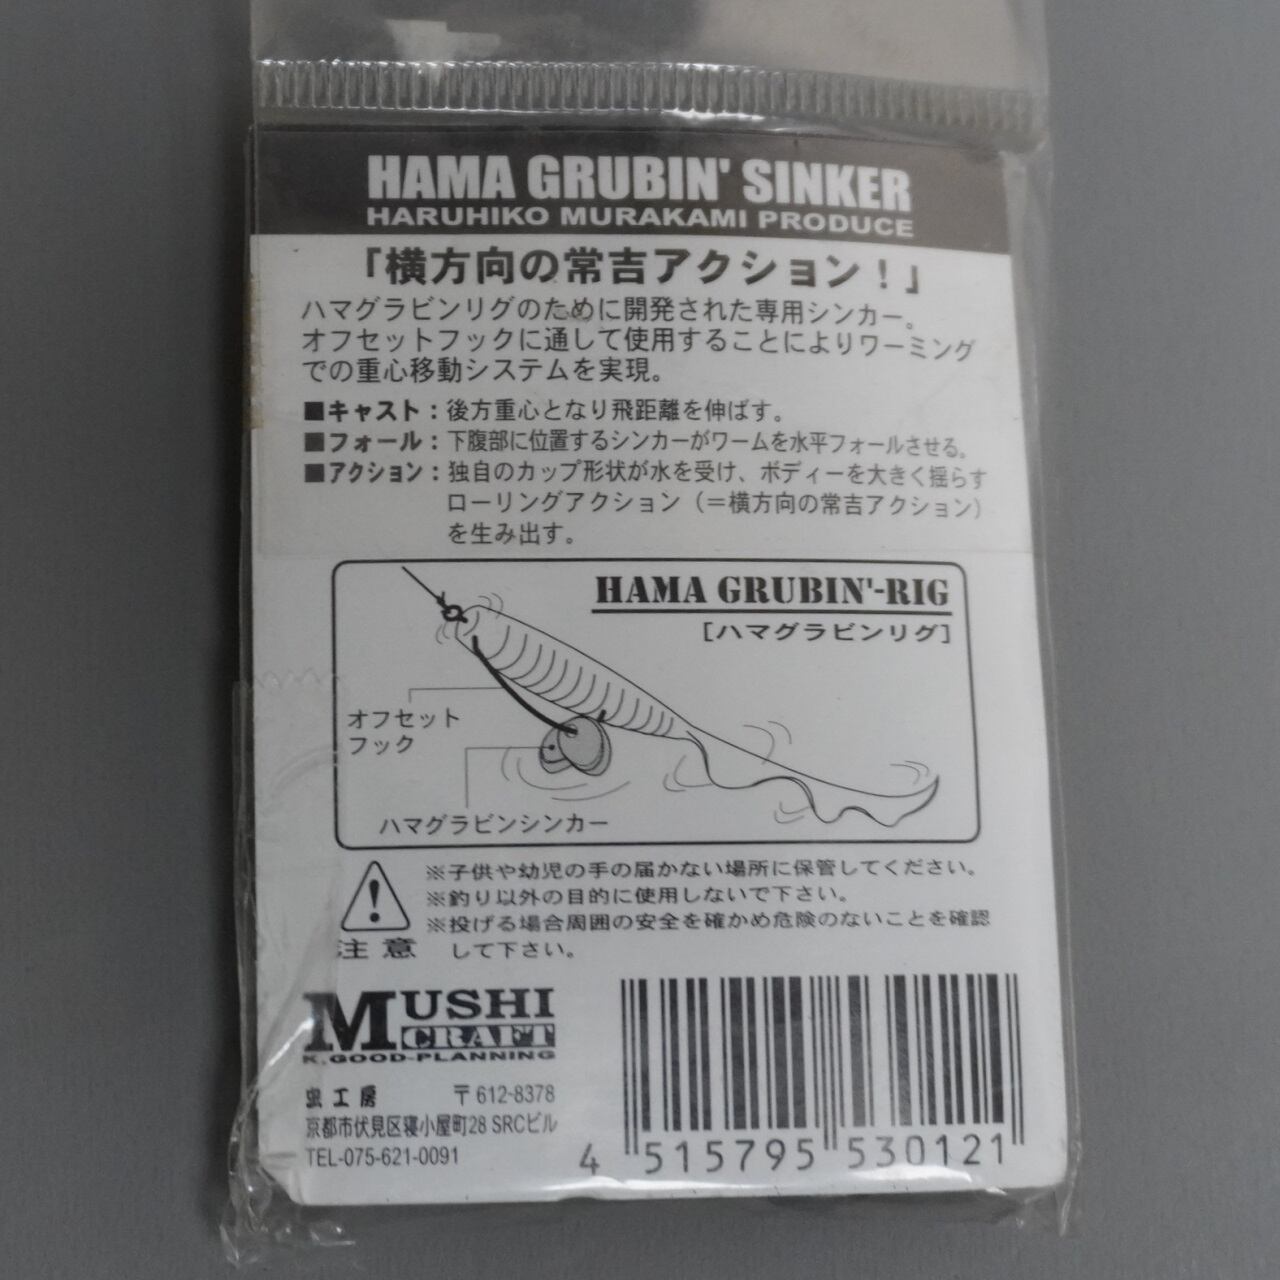 HAMA GRUBIN' SINKER
HARUHIKO MURAKAMI PRODUCE
「横方向の常吉アクション！」
ハマグラビンリグのために開発された専用シンカー。
オフセットフックに通して使用することによりワーミング
での重心移動システムを実現。
■キャスト：後方重心となり飛距離を伸ばす。
■フォール：下腹部に位置するシンカーがワームを水平フォールさせる。
■アクション：独自のカップ形状が水を受け、ボディーを大きく揺らす
ローリングアクション（＝横方向の常吉アクション）
を生み出す。
HAMA GRUBIN'-RIG
［ハマグラビンリグ］
オフセット
フック
ハマグラビンシンカー
※子供や幼児の手の届かない場所に保管してください。
※釣り以外の目的に使用しないで下さい。
※投げる場合周囲の安全を確かめ危険のないことを確認
して下さい。
注意
MUSHI
CRAFT
K.GOOD-PLANNING
虫工房 〒612-8378
京都市伏見区寝小屋町28 SRCビル
TEL-075-621-0091
4 515795 530121